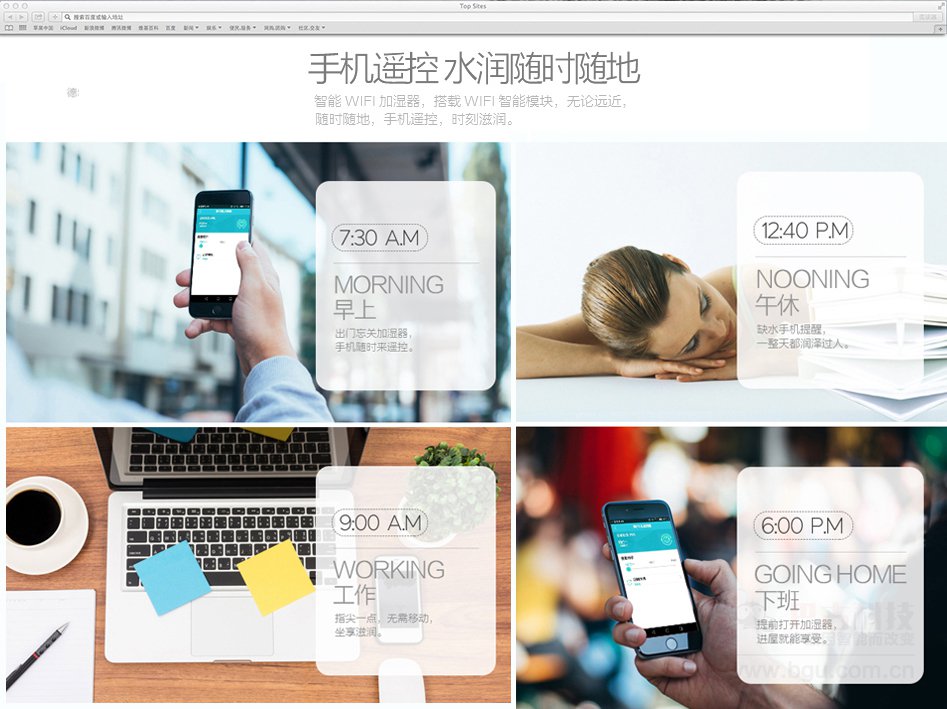 Top Sites
搜索百度或输入地址
阅读器
苹果中国 iCloud 新浪微博 腾讯微博 维基百科 百度 新闻 娱乐 便民服务 网购·团购 社区·交友
手机遥控 水润随时随地
德:
智能 WIFI 加湿器，搭载 WIFI 智能模块，无论远近，
随时随地，手机遥控，时刻滋润。
7:30 A.M
MORNING
早上
出门忘关加湿器，
手机随时来遥控。
12:40 P.M
NOONING
午休
缺水手机提醒，
一整天都润泽过人。
9:00 A.M
WORKING
工作
指尖一点，无需移动，
坐享滋润。
6:00 P.M
GOING HOME
下班
提前打开加湿器，
进屋就能享受。
www.bgu.com.cn